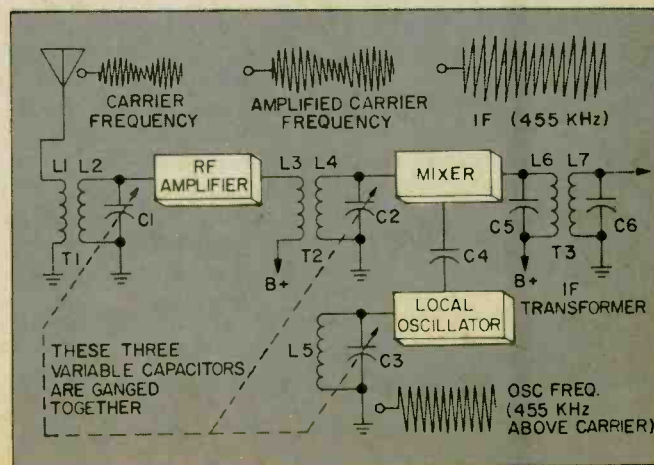 CARRIER
FREQUENCY
AMPLIFIED CARRIER
FREQUENCY
IF (455 KHz)
L1
L2
RF
AMPLIFIER
L3
L4
MIXER
L6
L7
C1
C2
C5
C6
T1
T2
C4
T3
B+
B+
IF
TRANSFORMER
LOCAL
OSCILLATOR
L5
C3
THESE THREE
VARIABLE CAPACITORS
ARE GANGED
TOGETHER
OSC FREQ.
(455 KHz
ABOVE CARRIER)